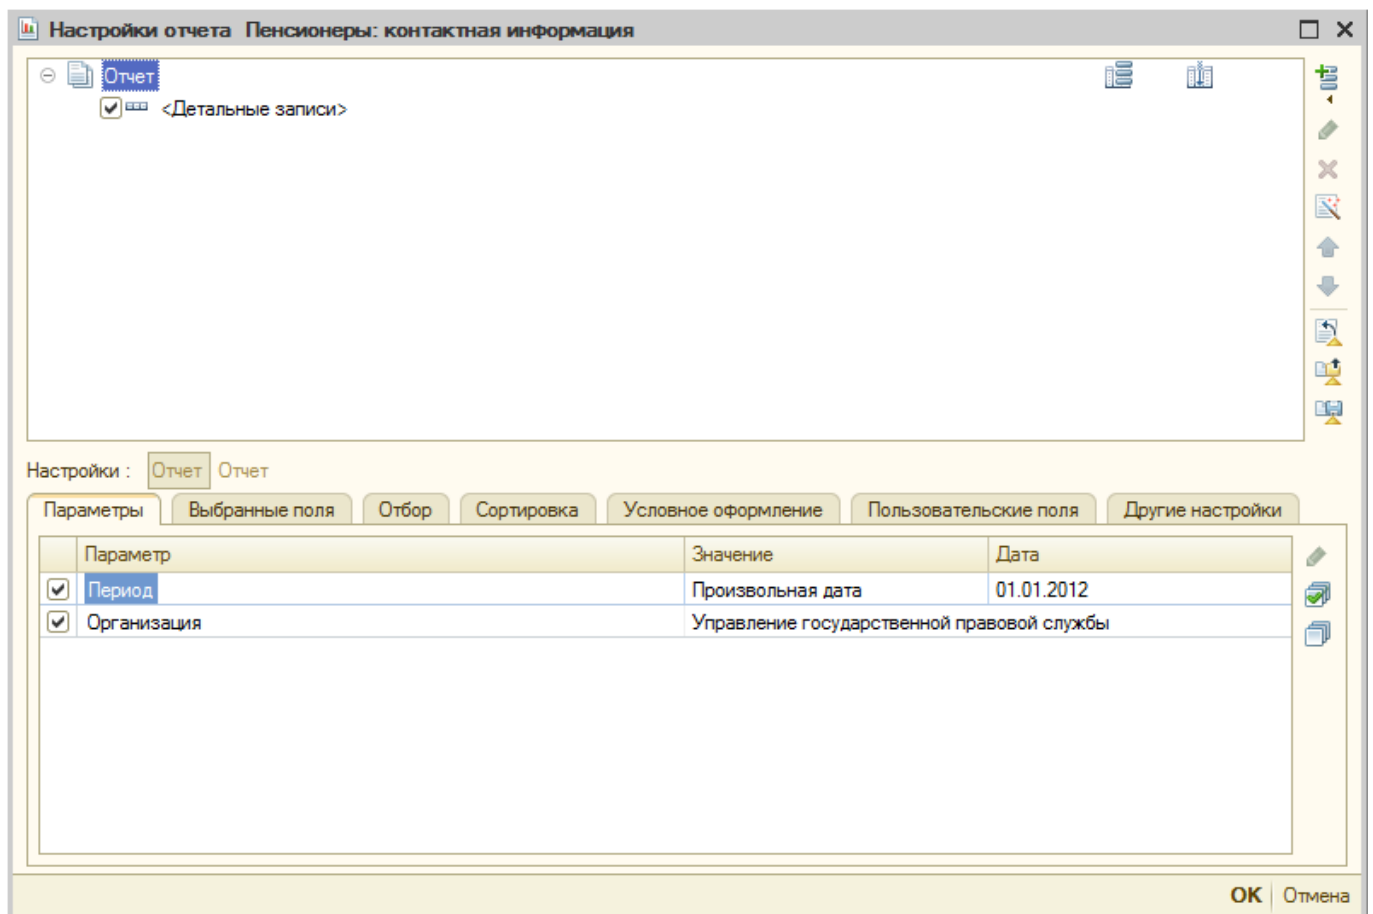 Настройки отчета  Пенсионеры: контактная информация
Отчет
<Детальные записи>
Настройки : Отчет Отчет
Параметры Выбранные поля Отбор Сортировка Условное оформление Пользовательские поля Другие настройки
Параметр Значение Дата
Период Произвольная дата 01.01.2012
Организация Управление государственной правовой службы
OK Отмена